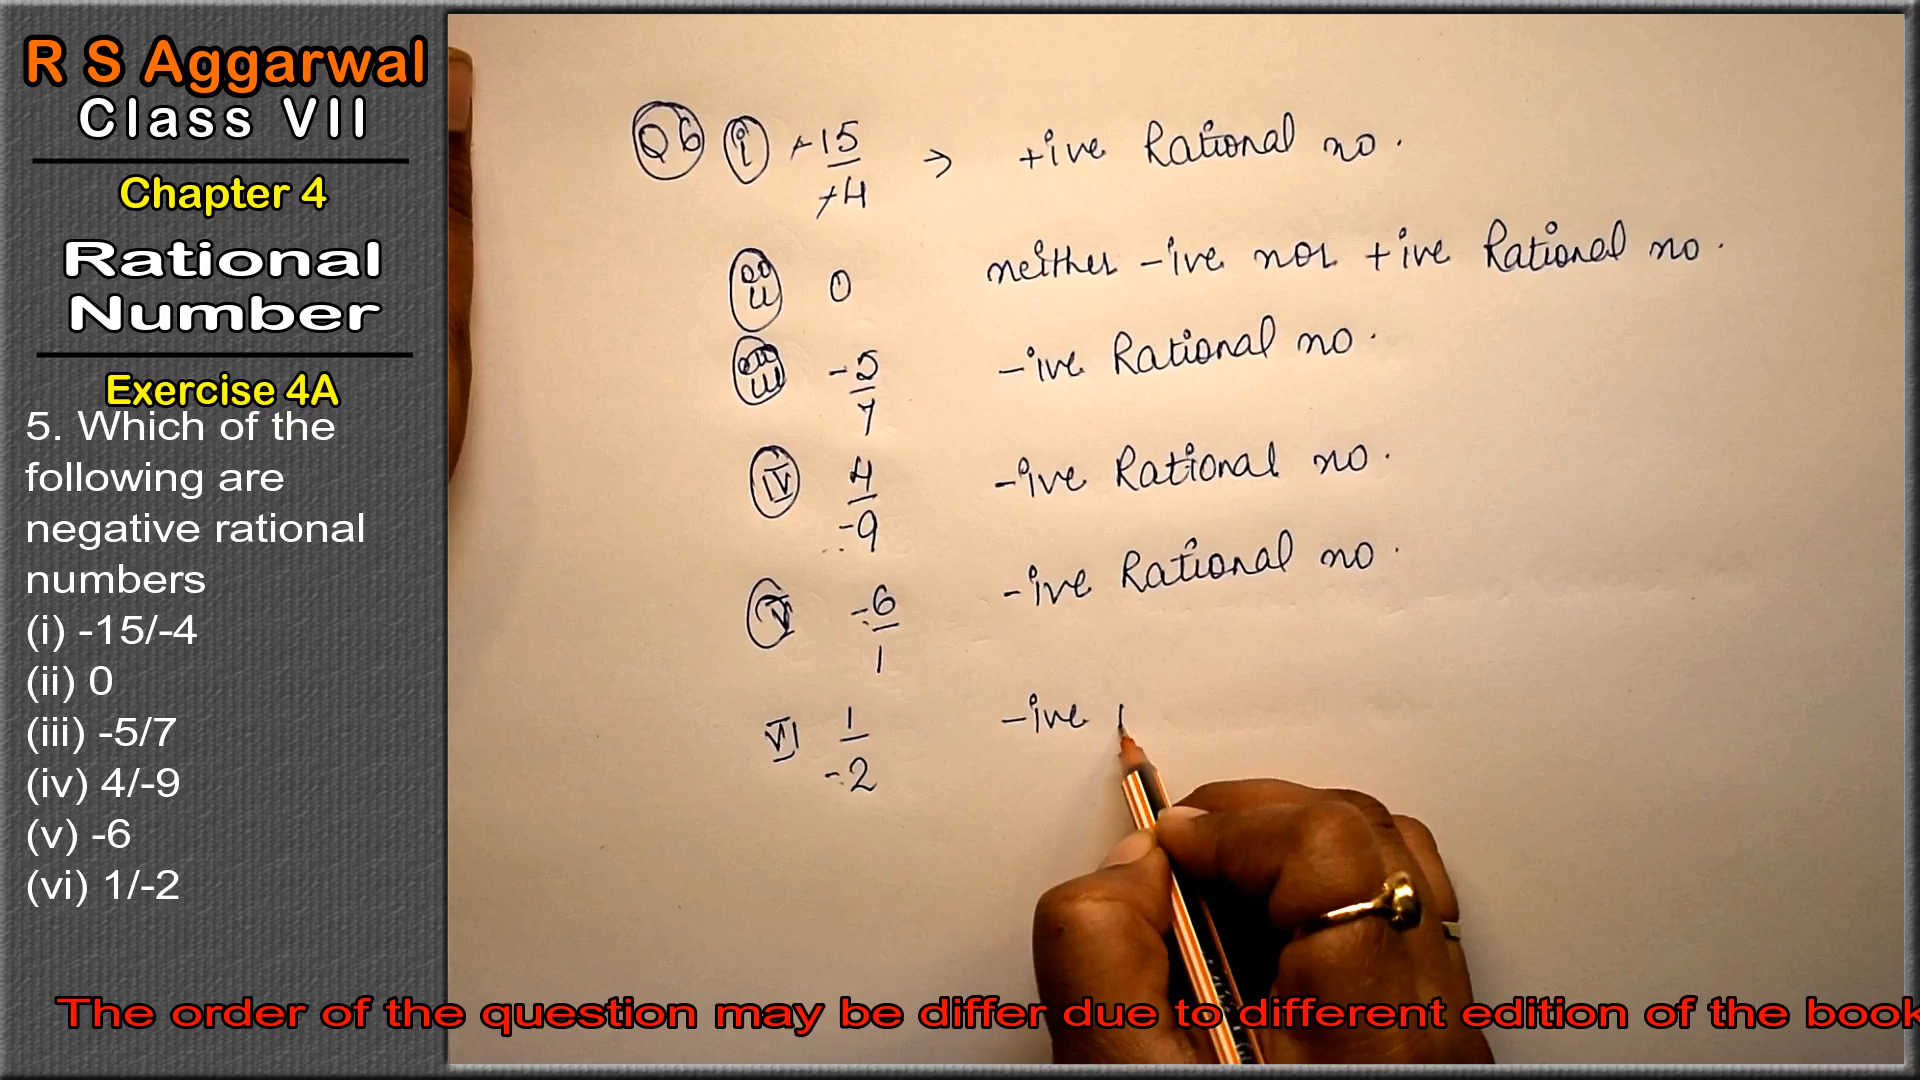 R S Aggarwal
Class VII
Chapter 4
Rational
Number
Exercise 4A
5. Which of the
following are
negative rational
numbers
(i) -15/-4
(ii) 0
(iii) -5/7
(iv) 4/-9
(v) -6
(vi) 1/-2
Q6 (i) -15/-4 → +ive Rational no.
(ii) 0 neither -ive nor +ive Rational no.
(iii) -5/7 -ive Rational no.
(iv) 4/-9 -ive Rational no.
(v) -6/1 -ive Rational no.
VI 1/-2 -ive
The order of the question may be differ due to different edition of the book